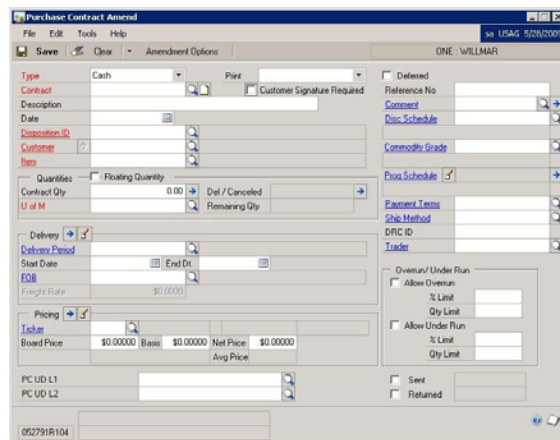 Purchase Contract Amend
File Edit Tools Help
sa USAG 5/28/2009
Save Clear Amendment Options
ONE : WILLMAR
Type Cash Print
Contract Customer Signature Required
Description
Date
Disposition ID
Customer
Item
Quantities Floating Quantity
Contract Qty 0.00 Del / Canceled
U of M Remaining Qty
Delivery
Delivery Period
Start Date End Dt.
FOB
Freight Rate $0.0000
Pricing
Ticker
Board Price $0.00000 Basis $0.00000 Net Price $0.00000
Avg Price
PC UD L1
PC UD L2
Deferred
Reference No
Comment
Disc Schedule
Commodity Grade
Prog Schedule
Payment Terms
Ship Method
DRC ID
Trader
Overrun/ Under Run
Allow Overrun
% Limit
Qty Limit
Allow Under Run
% Limit
Qty Limit
Sent
Returned
052791R104